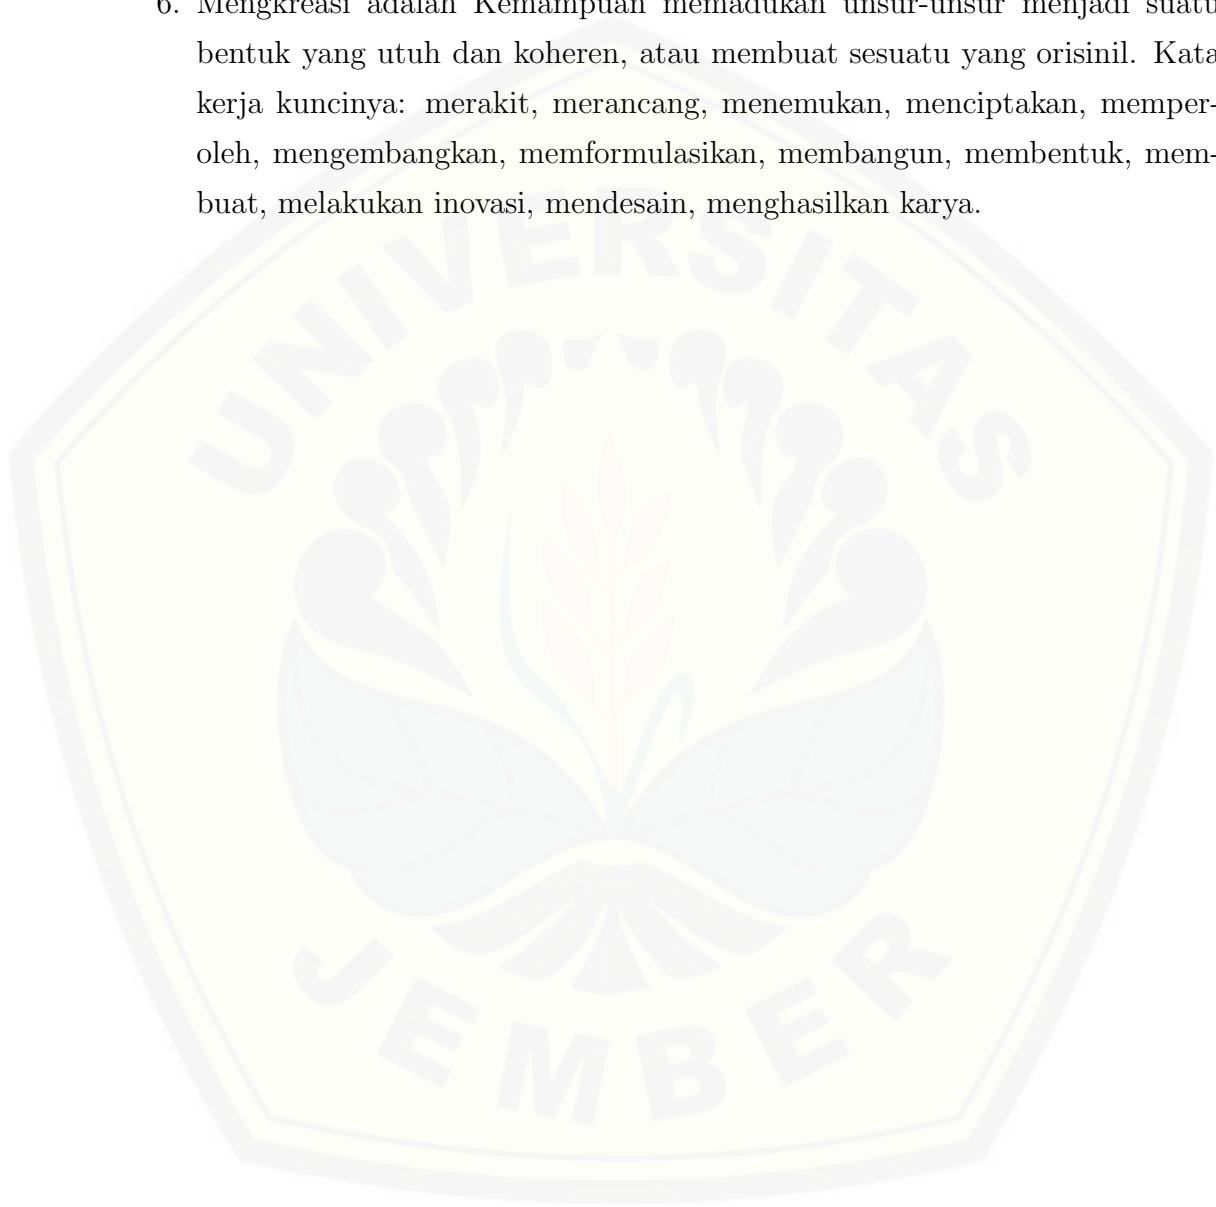 6. Mengkreasi adalah Kemampuan memadukan unsur-unsur menjadi suatu
bentuk yang utuh dan koheren, atau membuat sesuatu yang orisinil. Kata
kerja kuncinya: merakit, merancang, menemukan, menciptakan, memper-
oleh, mengembangkan, memformulasikan, membangun, membentuk, mem-
buat, melakukan inovasi, mendesain, menghasilkan karya.
UNIVERSITAS
JEMBER